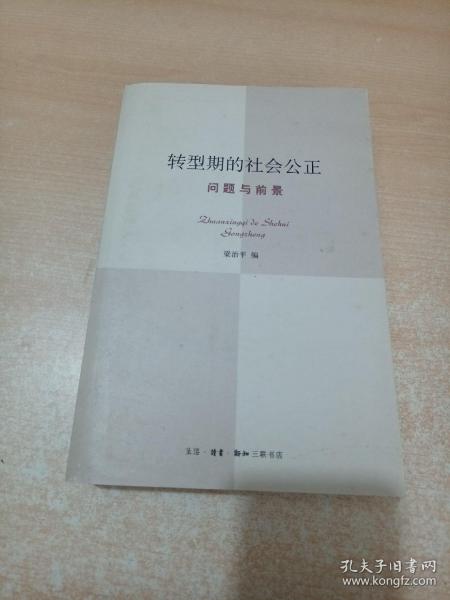 转型期的社会公正
问题与前景
Zhuanxingqi de Shehui
Gongzheng
梁治平 编
生活·讀書·新知三联书店
孔夫子旧书网
www.kongfz.com